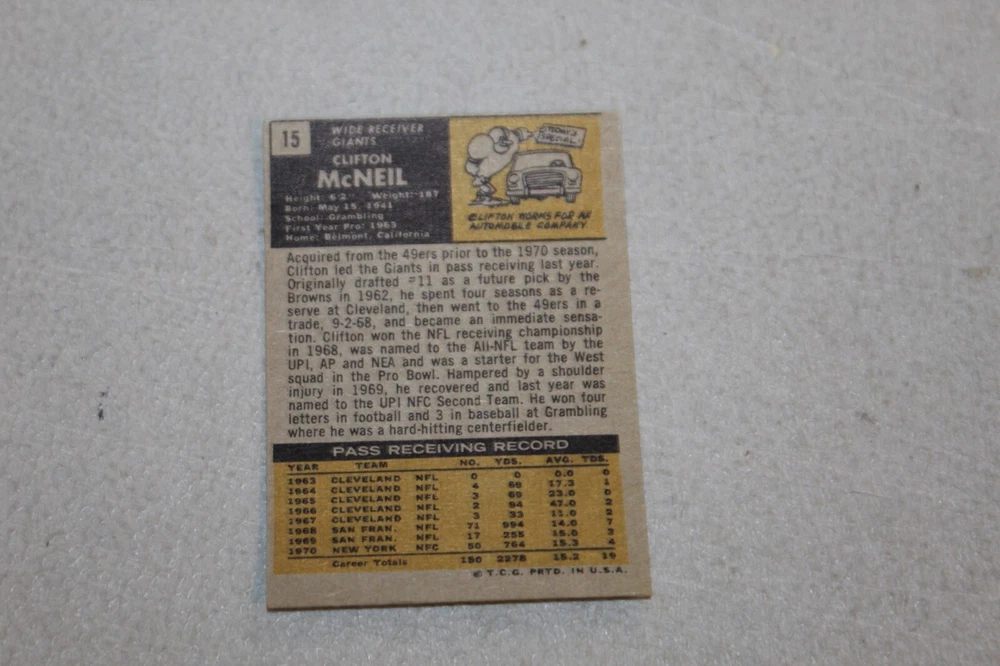 15
WIDE RECEIVER
GIANTS
CLIFTON
McNEIL
Height: 6'2" Weight: 187
Born: May 15, 1941
School: Grambling
First Year Pro: 1963
Home: Belmont, California
TODAY'S
SPECIAL
CLIFTON WORKS FOR AN
AUTOMOBILE COMPANY
Acquired from the 49ers prior to the 1970 season,
Clifton led the Giants in pass receiving last year.
Originally drafted #11 as a future pick by the
Browns in 1962, he spent four seasons as a re-
serve at Cleveland, then went to the 49ers in a
trade, 9-2-68, and became an immediate sensa-
tion. Clifton won the NFL receiving championship
in 1968, was named to the All-NFL team by the
UPI, AP and NEA and was a starter for the West
squad in the Pro Bowl. Hampered by a shoulder
injury in 1969, he recovered and last year was
named to the UPI NFC Second Team. He won four
letters in football and 3 in baseball at Grambling
where he was a hard-hitting centerfielder.
PASS RECEIVING RECORD
YEAR TEAM NO. YDS. AVG. TDS.
1963 CLEVELAND NFL 0 0 0.0 0
1964 CLEVELAND NFL 4 69 17.3 1
1965 CLEVELAND NFL 3 69 23.0 0
1966 CLEVELAND NFL 2 94 47.0 2
1967 CLEVELAND NFL 3 33 11.0 2
1968 SAN FRAN. NFL 71 994 14.0 7
1969 SAN FRAN. NFL 17 255 15.0 3
1970 NEW YORK NFC 50 764 15.3 4
Career Totals 150 2278 15.2 19
© T.C.G. PRTD. IN U.S.A.